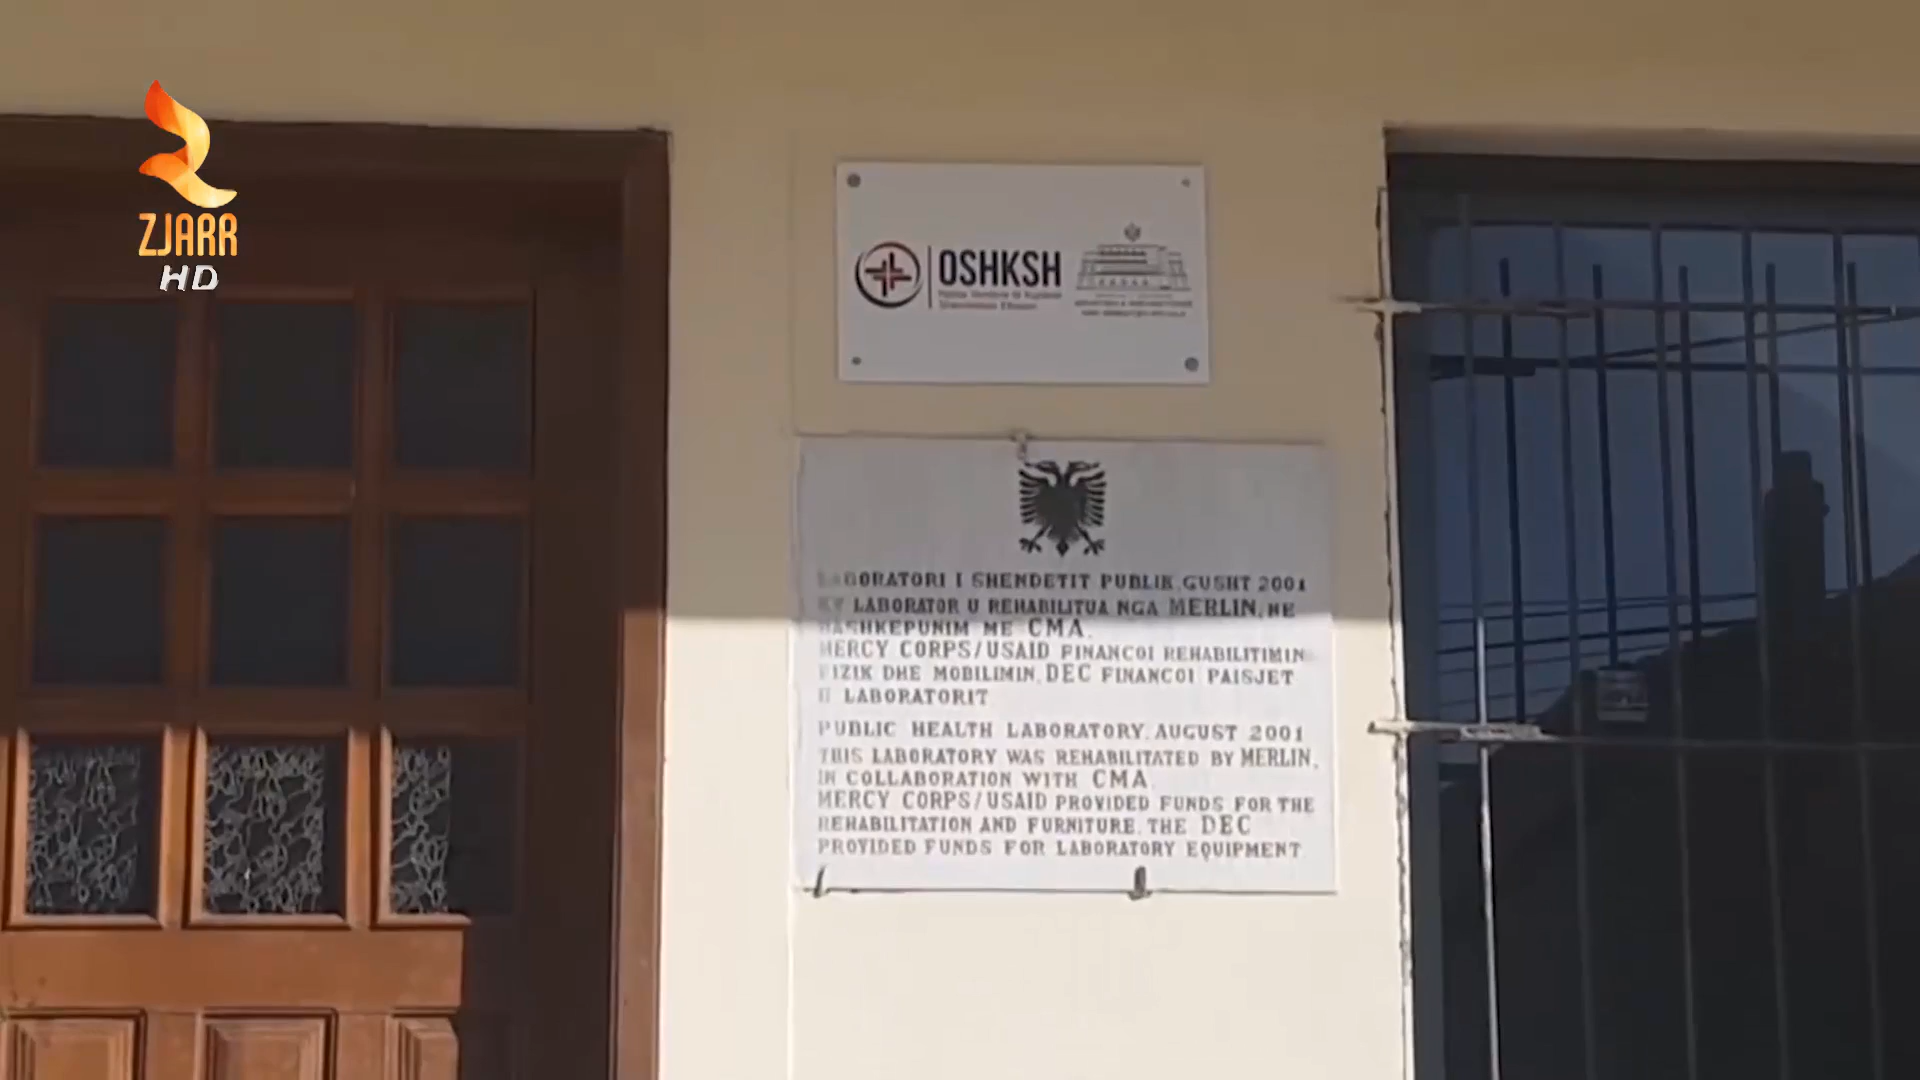 ZJARR
HD
OSHKSH
LABORATORI I SHENDETIT PUBLIK, GUSHT 2001
KY LABORATOR U REHABILITUA NGA MERLIN, NE
BASHKEPUNIM ME CMA.
MERCY CORPS/USAID FINANCOI REHABILITIMIN
FIZIK DHE MOBILIMIN, DEC FINANCOI PAISJET
E LABORATORIT
PUBLIC HEALTH LABORATORY, AUGUST 2001
THIS LABORATORY WAS REHABILITATED BY MERLIN,
IN COLLABORATION WITH CMA.
MERCY CORPS/USAID PROVIDED FUNDS FOR THE
REHABILITATION AND FURNITURE, THE DEC
PROVIDED FUNDS FOR LABORATORY EQUIPMENT